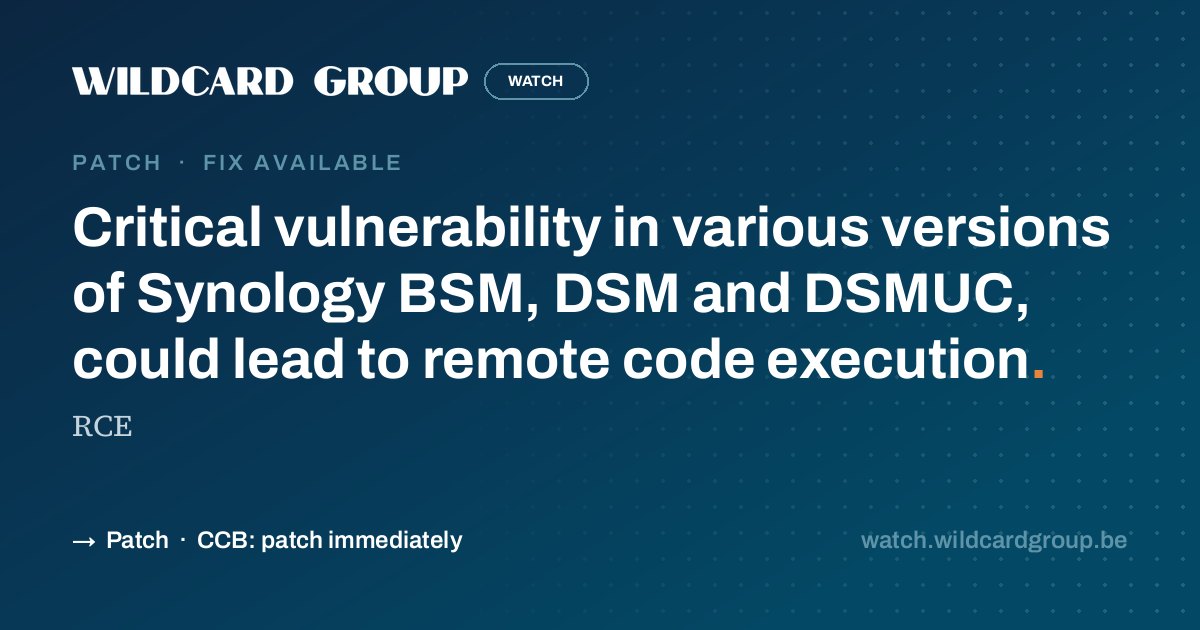 WILDCARD GROUP WATCH
PATCH · FIX AVAILABLE
Critical vulnerability in various versions
of Synology BSM, DSM and DSMUC,
could lead to remote code execution.
RCE
→ Patch · CCB: patch immediately
watch.wildcardgroup.be